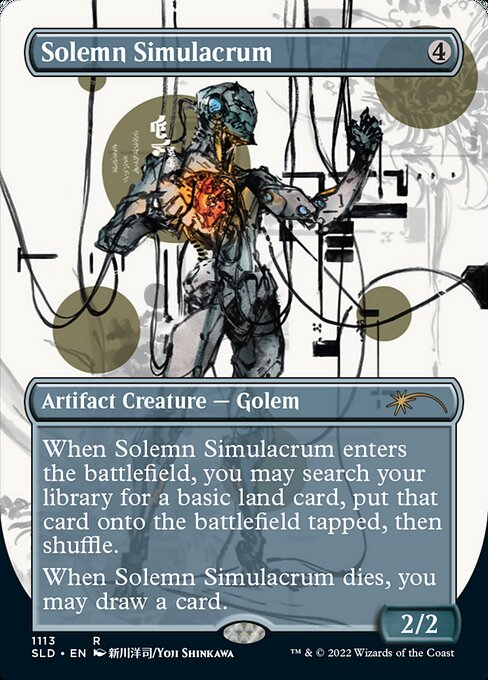 Solemn Simulacrum 4
1
Artifact Creature — Golem
When Solemn Simulacrum enters
the battlefield, you may search your
library for a basic land card, put that
card onto the battlefield tapped, then
shuffle.
When Solemn Simulacrum dies, you
may draw a card.
2/2
1113 R
SLD • EN 新川洋司/Yoji Shinkawa
™ & © 2022 Wizards of the Coast